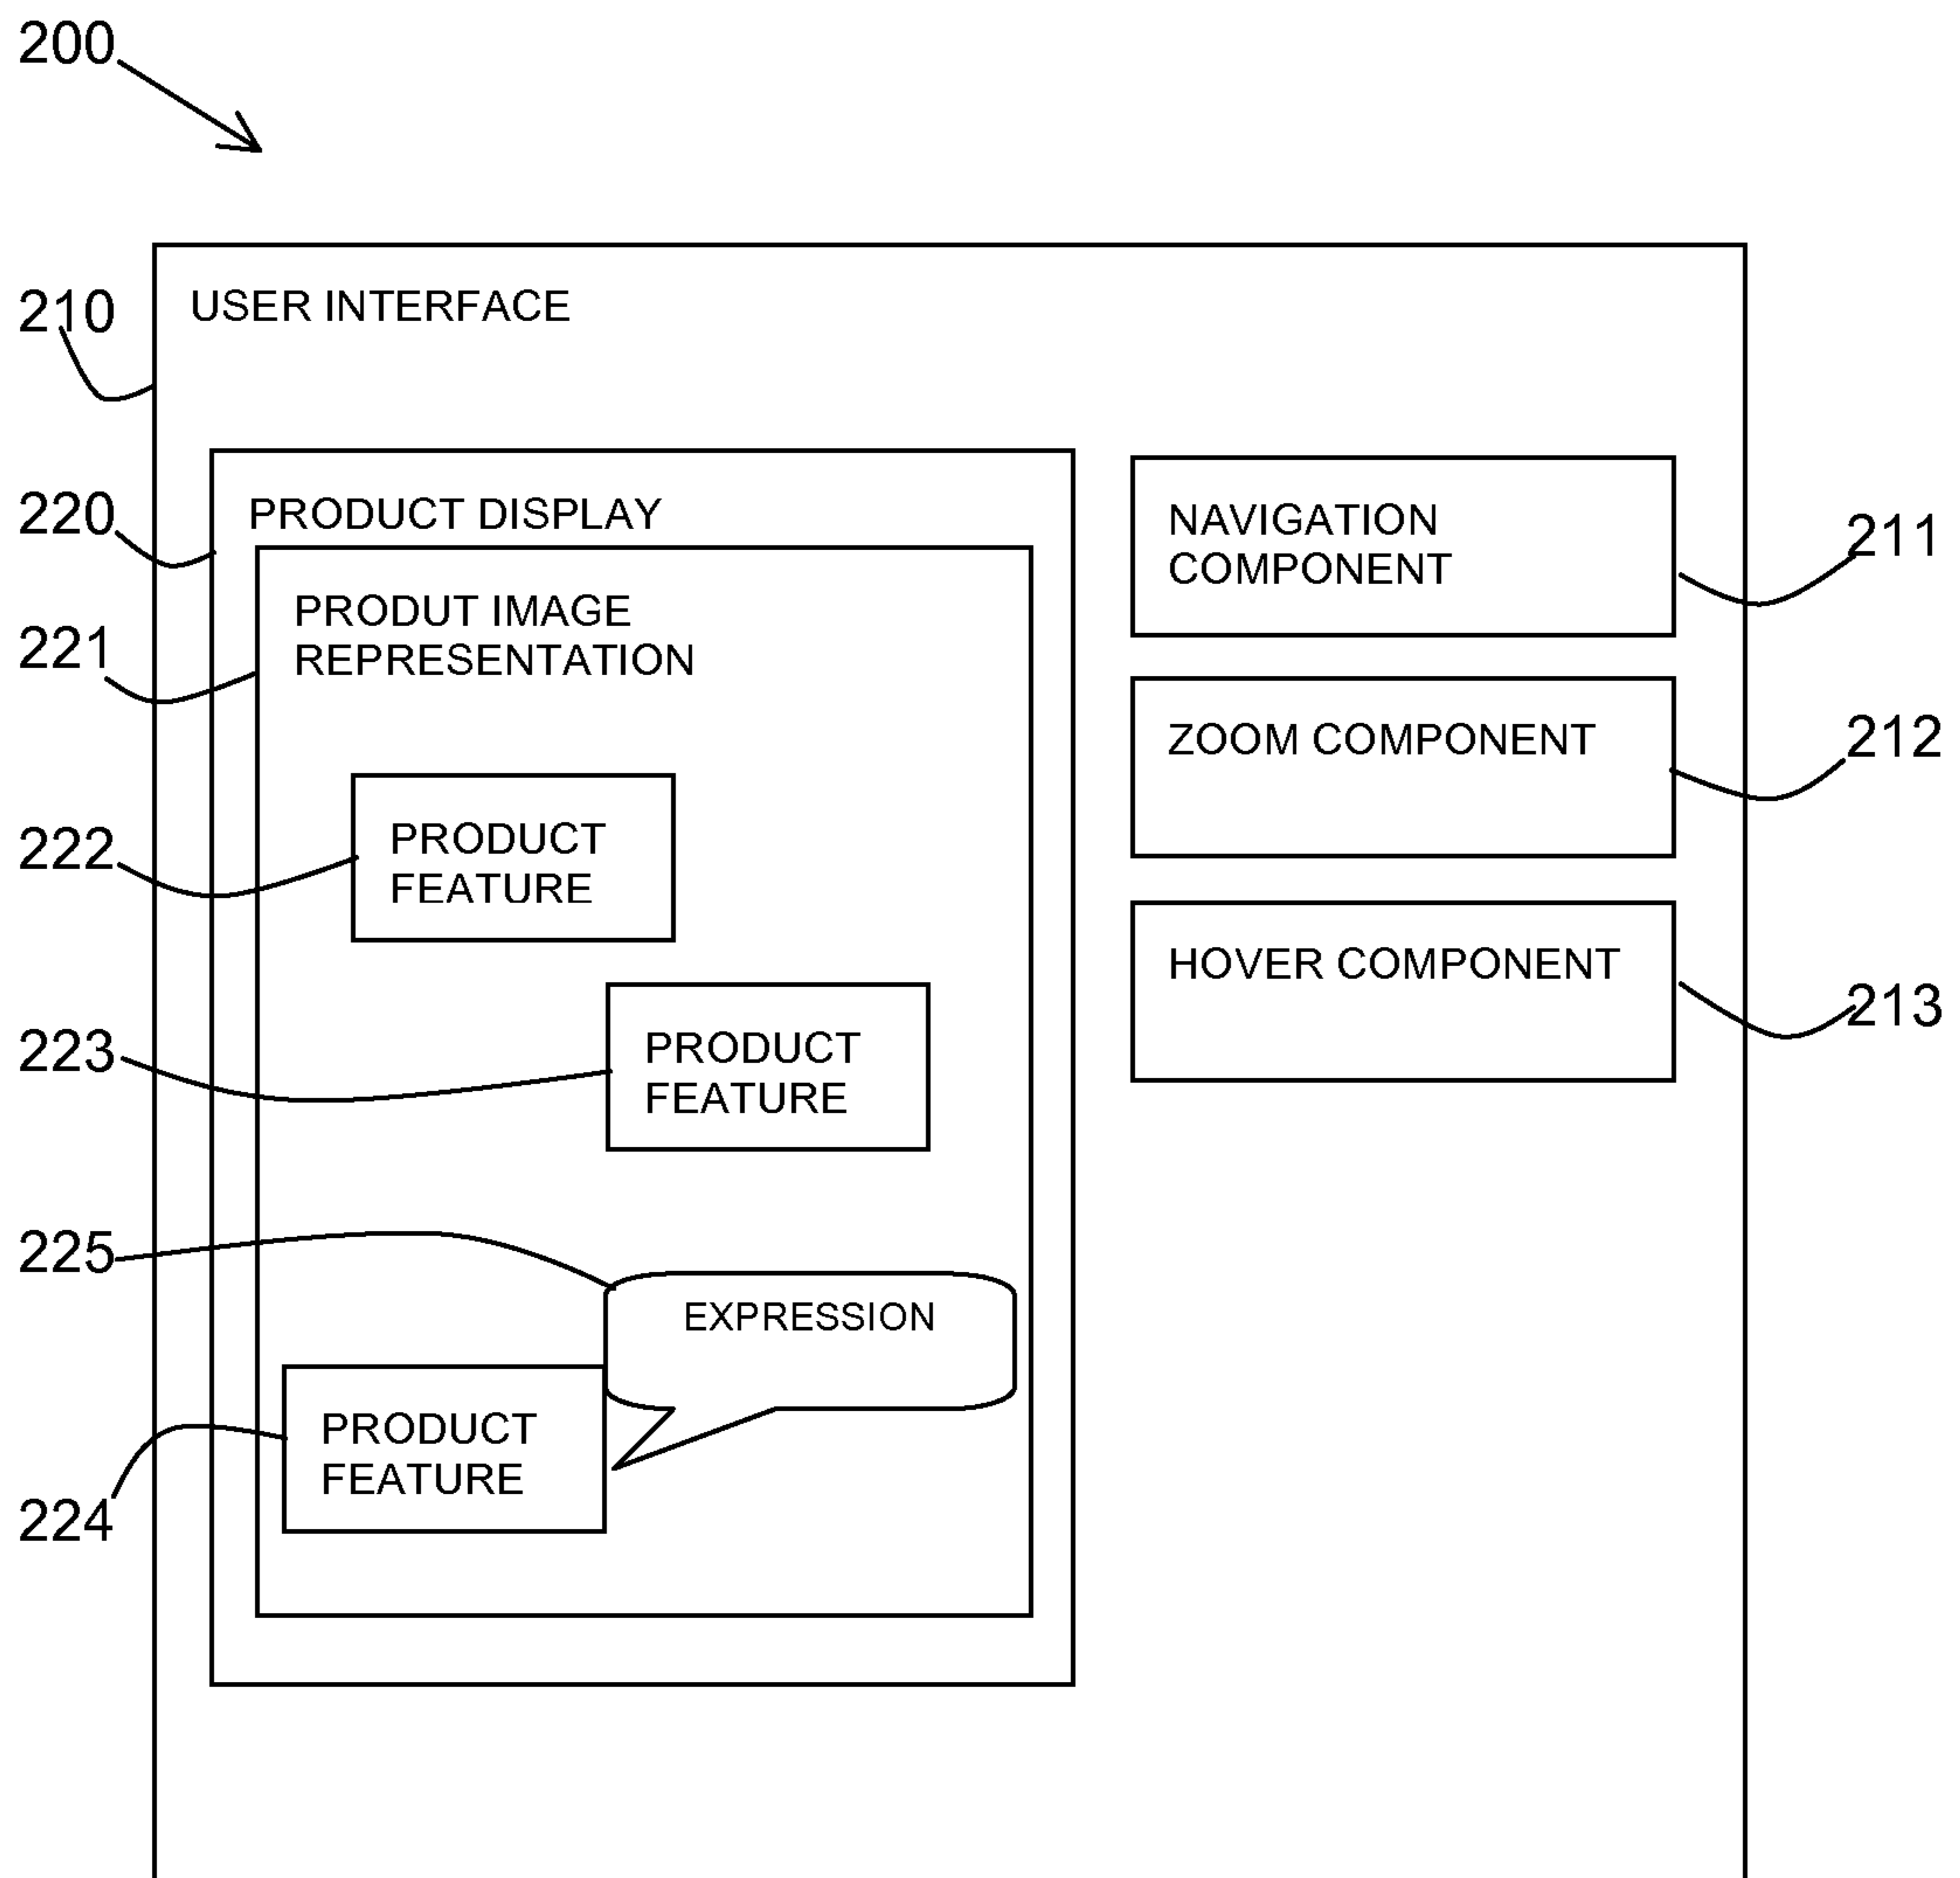 200
210
USER INTERFACE
220
PRODUCT DISPLAY
NAVIGATION
COMPONENT
211
221
PRODUT IMAGE
REPRESENTATION
ZOOM COMPONENT
212
222
PRODUCT
FEATURE
HOVER COMPONENT
213
223
PRODUCT
FEATURE
225
EXPRESSION
PRODUCT
FEATURE
224